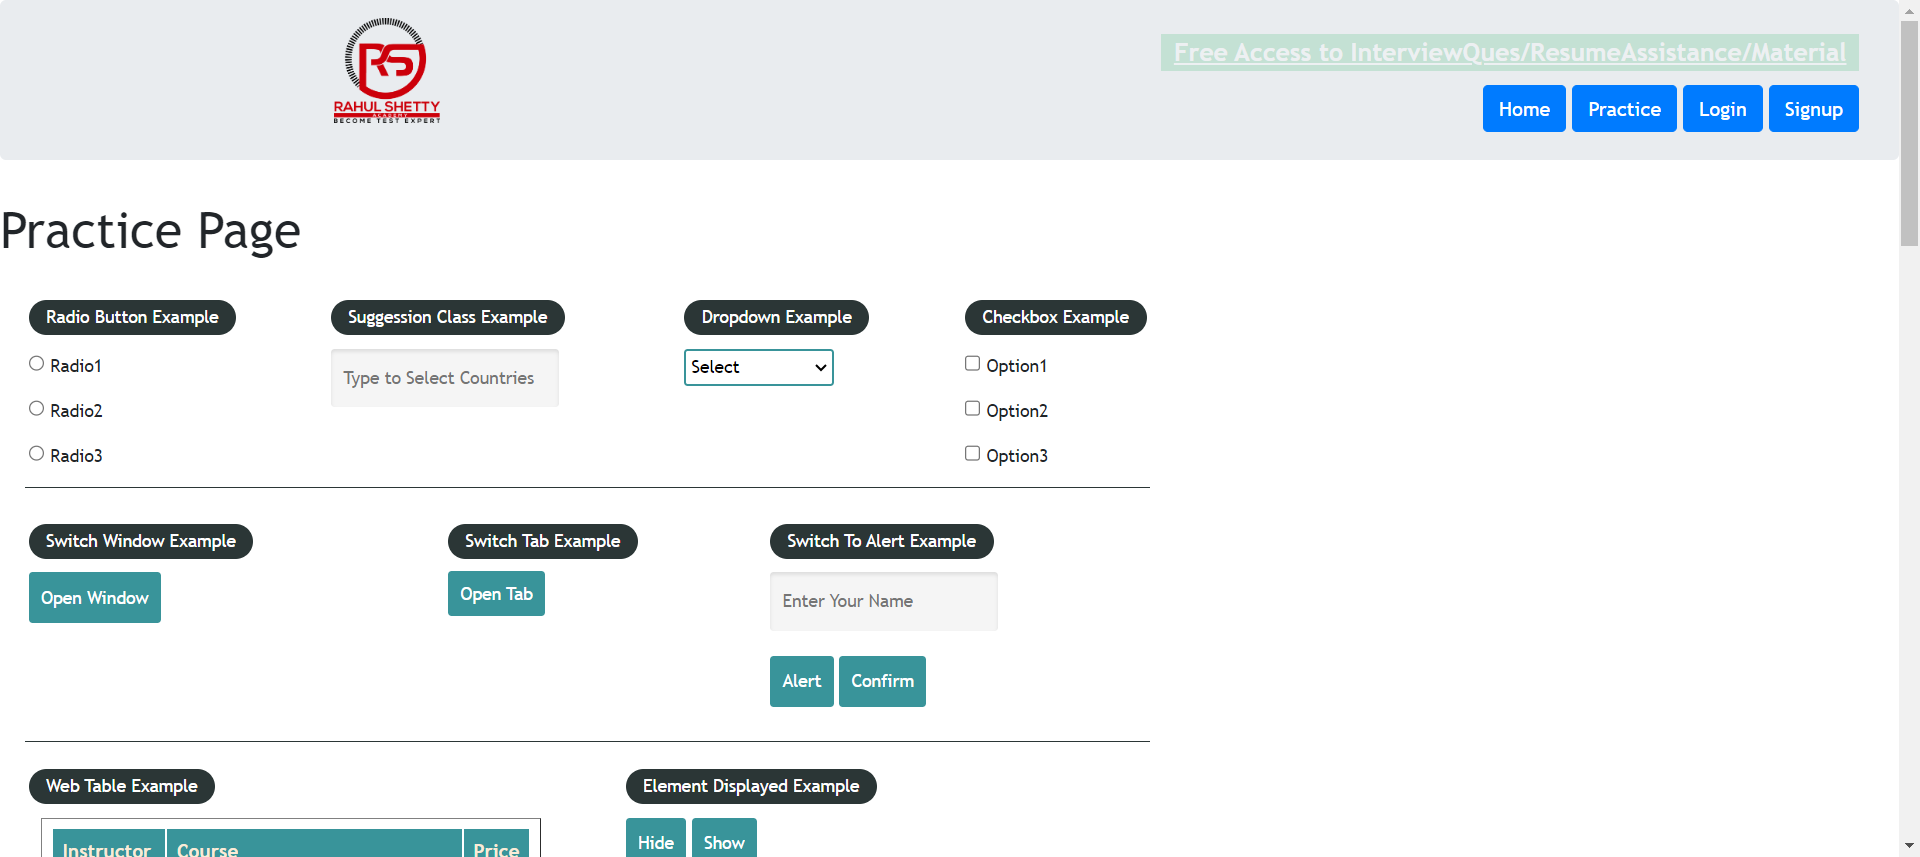 RAHUL SHETTY
ACADEMY
BECOME TEST EXPERT
Free Access to InterviewQues/ResumeAssistance/Material
Home Practice Login Signup
Practice Page
Radio Button Example
Radio1
Radio2
Radio3
Suggession Class Example
Type to Select Countries
Dropdown Example
Select
Checkbox Example
Option1
Option2
Option3
Switch Window Example
Open Window
Switch Tab Example
Open Tab
Switch To Alert Example
Enter Your Name
Alert Confirm
Web Table Example
Instructor Course Price
Element Displayed Example
Hide Show